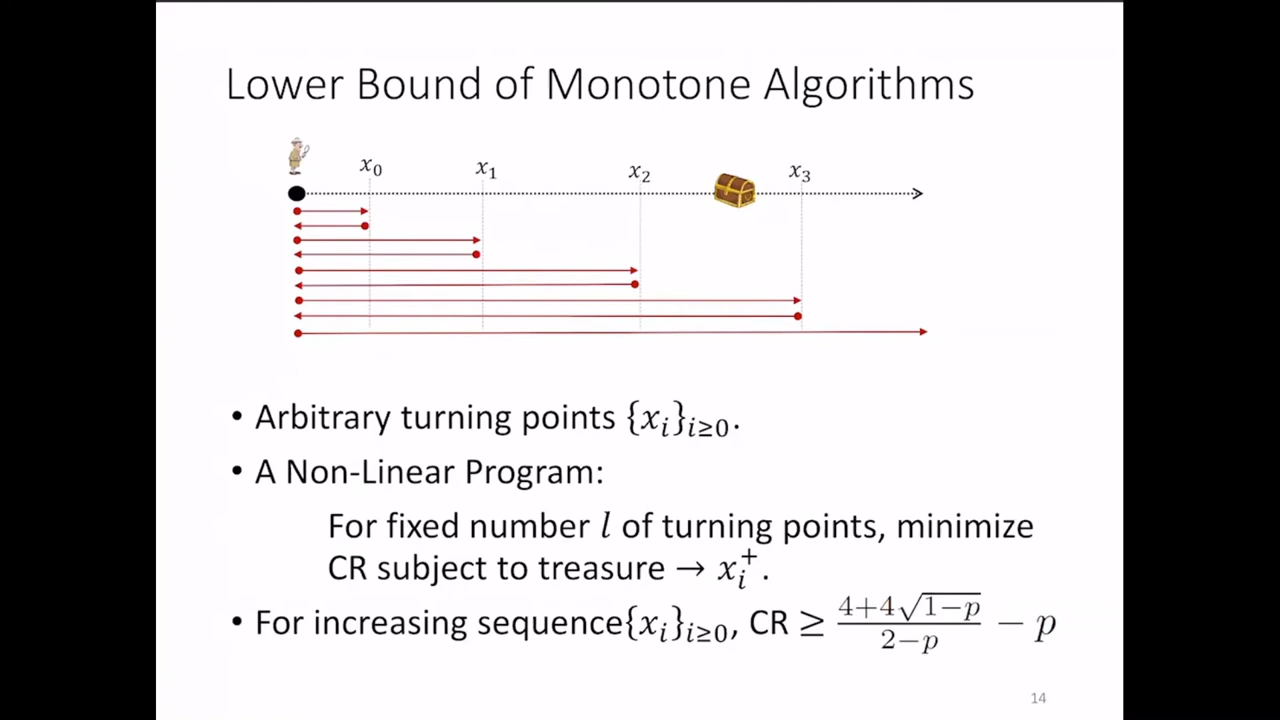 Lower Bound of Monotone Algorithms
x₀ x₁ x₂ x₃
• Arbitrary turning points {xᵢ}ᵢ≥₀.
• A Non-Linear Program:
For fixed number l of turning points, minimize
CR subject to treasure → xᵢ⁺.
• For increasing sequence{xᵢ}ᵢ≥₀, CR ≥ (4+4√(1−p))/(2−p) − p
14